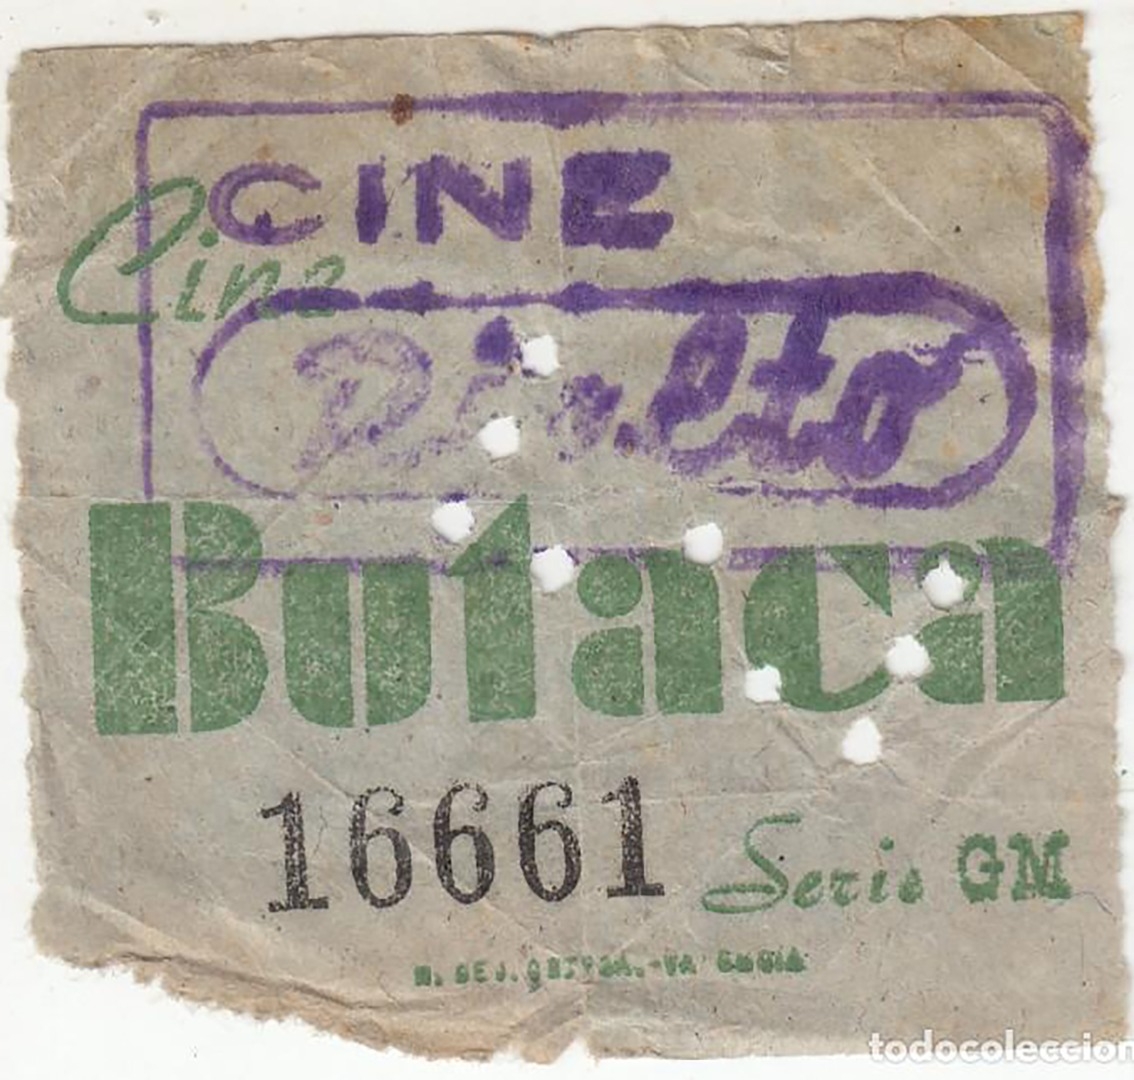 CINE
Cine
Rialto
Butaca
16661 Serie GM
todocoleccion